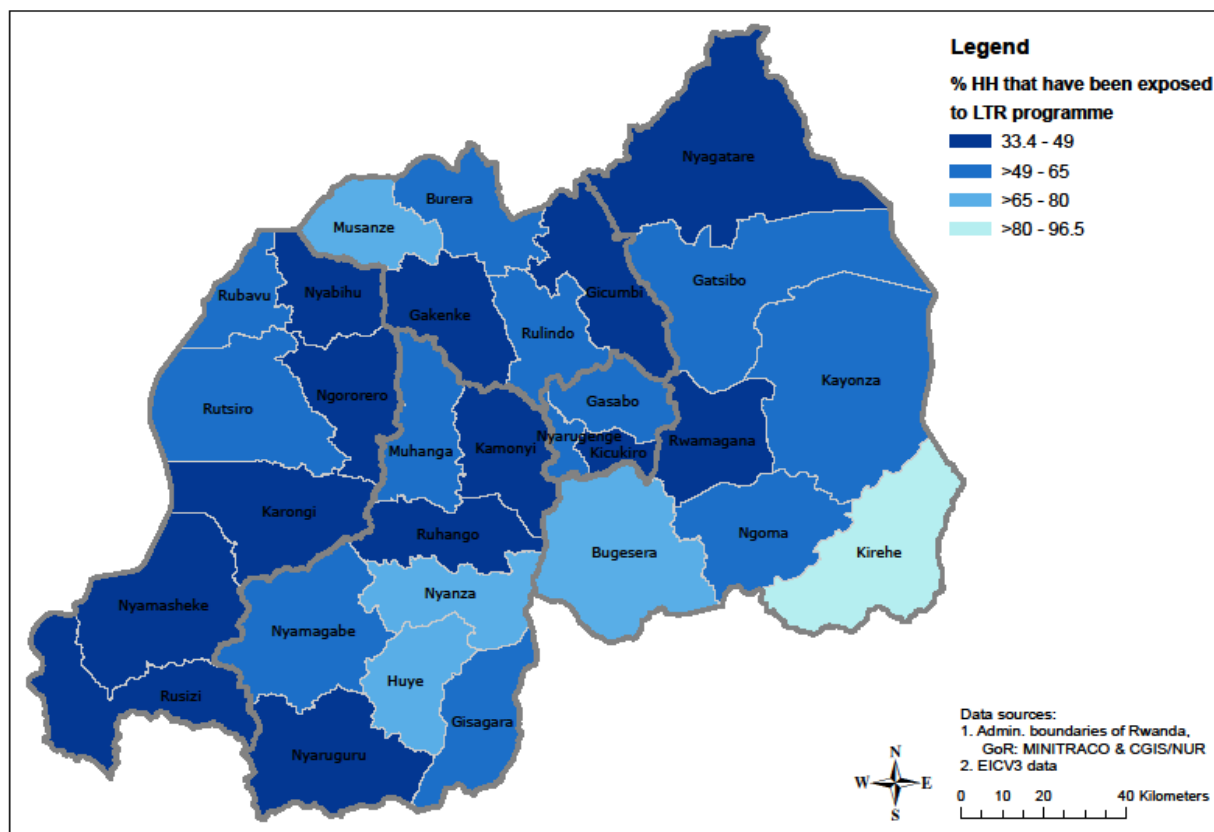 Legend
% HH that have been exposed
to LTR programme
33.4 - 49
>49 - 65
>65 - 80
>80 - 96.5
Nyagatare
Burera
Musanze
Gatsibo
Rubavu
Nyabihu
Gicumbi
Gakenke
Rulindo
Kayonza
Ngororero
Gasabo
Rutsiro
Nyarugenge
Rwamagana
Muhanga
Kamonyi
Kicukiro
Karongi
Ruhango
Ngoma
Bugesera
Kirehe
Nyanza
Nyamasheke
Nyamagabe
Huye
Rusizi
Gisagara
Nyaruguru
Data sources:
1. Admin. boundaries of Rwanda,
GoR: MINITRACO & CGIS/NUR
2. EICV3 data
N
W
E
S
0 10 20 40 Kilometers